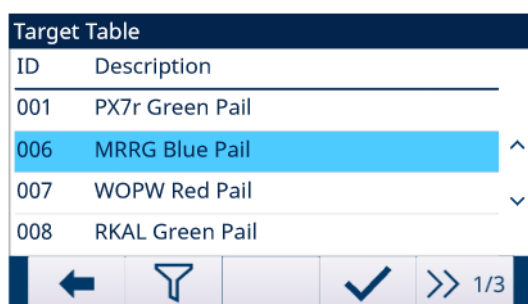 Target Table
ID Description
001 PX7r Green Pail
006 MRRG Blue Pail
007 WOPW Red Pail
008 RKAL Green Pail
1/3